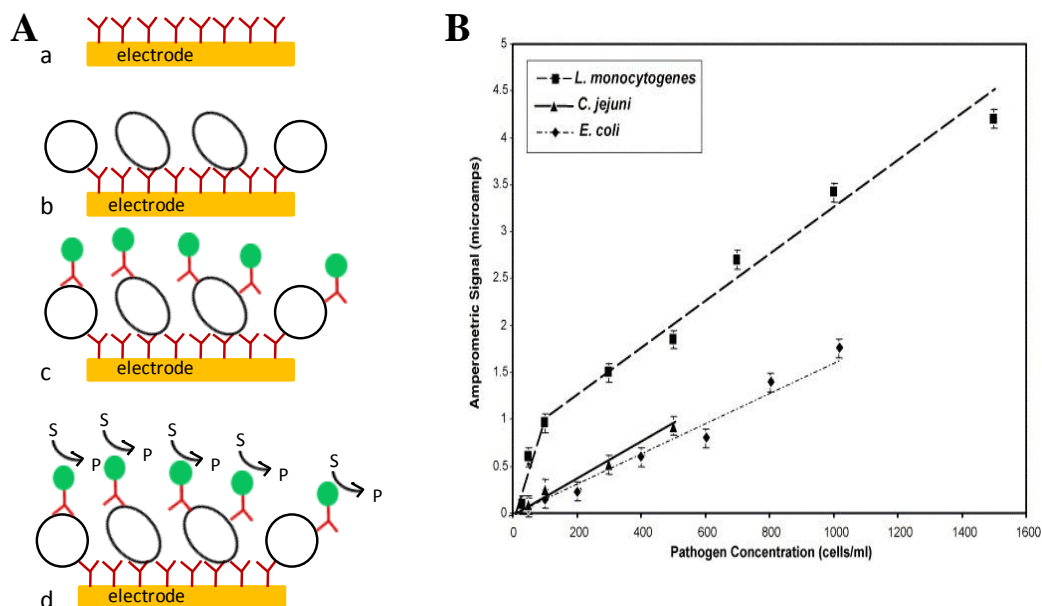 A
electrode
a
electrode
b
electrode
c
S S S S S
P P P P P
electrode
d
B
Amperometric Signal (microamps)
5
4.5
4
3.5
3
2.5
2
1.5
1
0.5
0
L. monocytogenes
C. jejuni
E. coli
0 200 400 600 800 1000 1200 1400 1600
Pathogen Concentration (cells/ml)